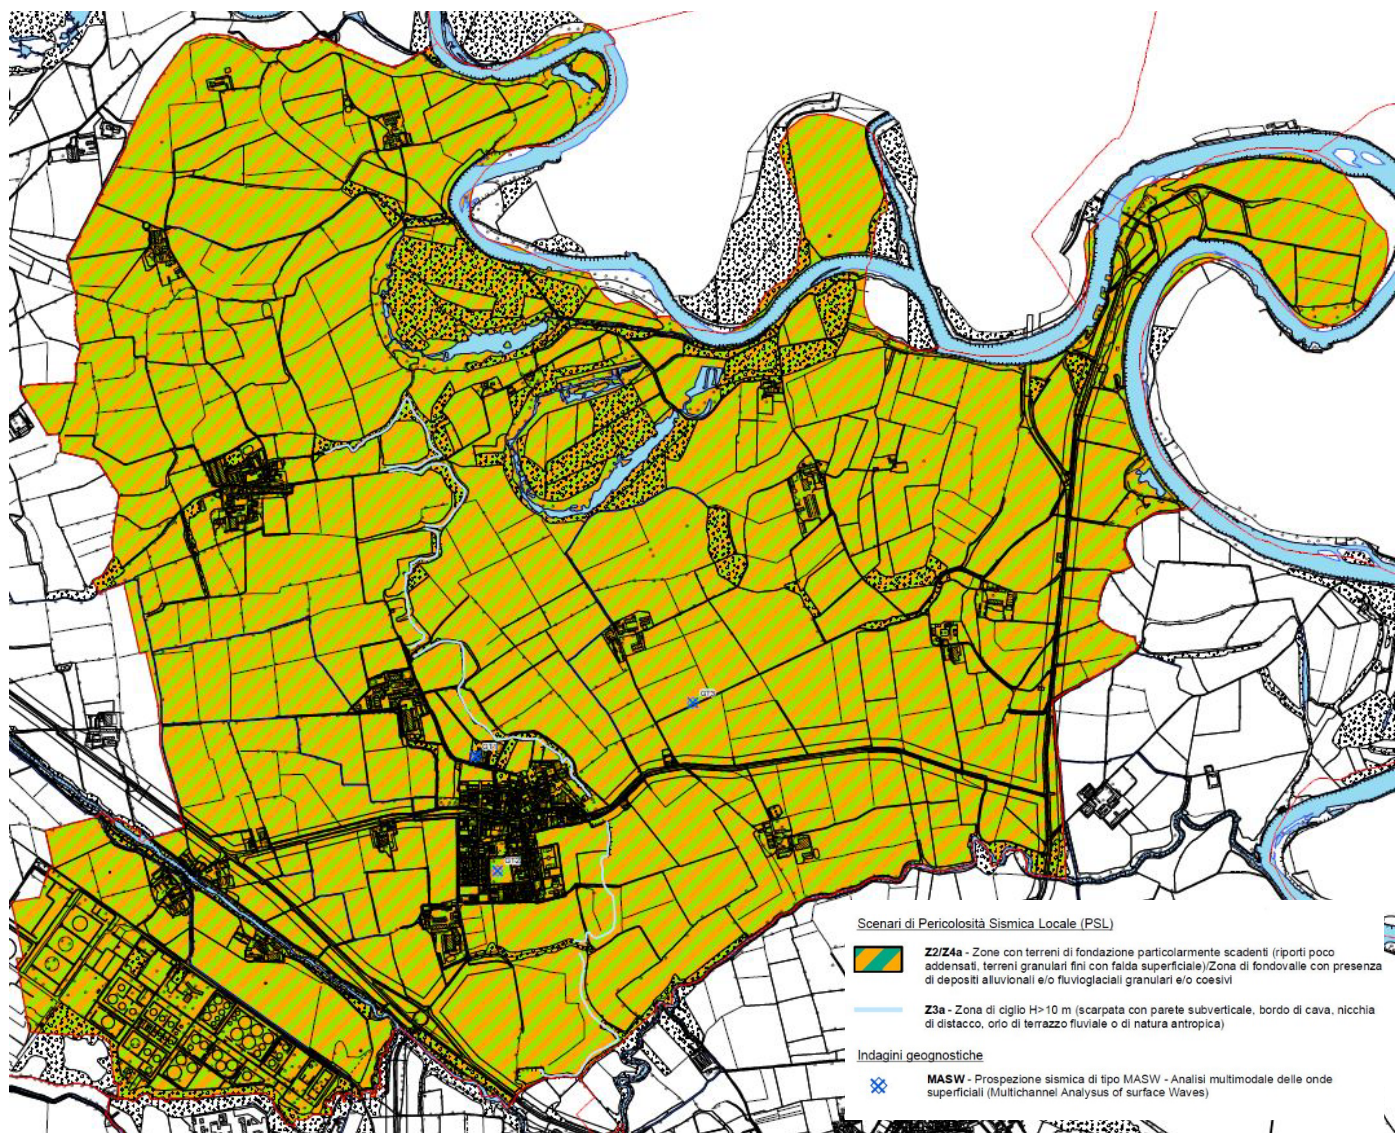 GT3
GT1
GT2
Scenari di Pericolosità Sismica Locale (PSL)
Z2/Z4a - Zone con terreni di fondazione particolarmente scadenti (riporti poco
addensati, terreni granulari fini con falda superficiale)/Zona di fondovalle con presenza
di depositi alluvionali e/o fluvioglaciali granulari e/o coesivi
Z3a - Zona di ciglio H>10 m (scarpata con parete subverticale, bordo di cava, nicchia
di distacco, orlo di terrazzo fluviale o di natura antropica)
Indagini geognostiche
MASW - Prospezione sismica di tipo MASW - Analisi multimodale delle onde
superficiali (Multichannel Analysus of surface Waves)